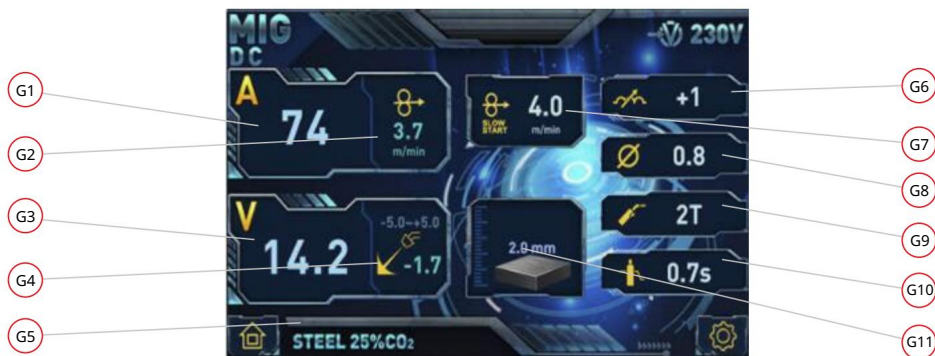 MIG
DC
230V
A
74
3.7
m/min
SLOW
START
4.0
m/min
+1
0.8
V
14.2
-5.0~+5.0
-1.7
2.0 mm
2T
0.7s
STEEL 25%CO₂
G1
G2
G3
G4
G5
G6
G7
G8
G9
G10
G11